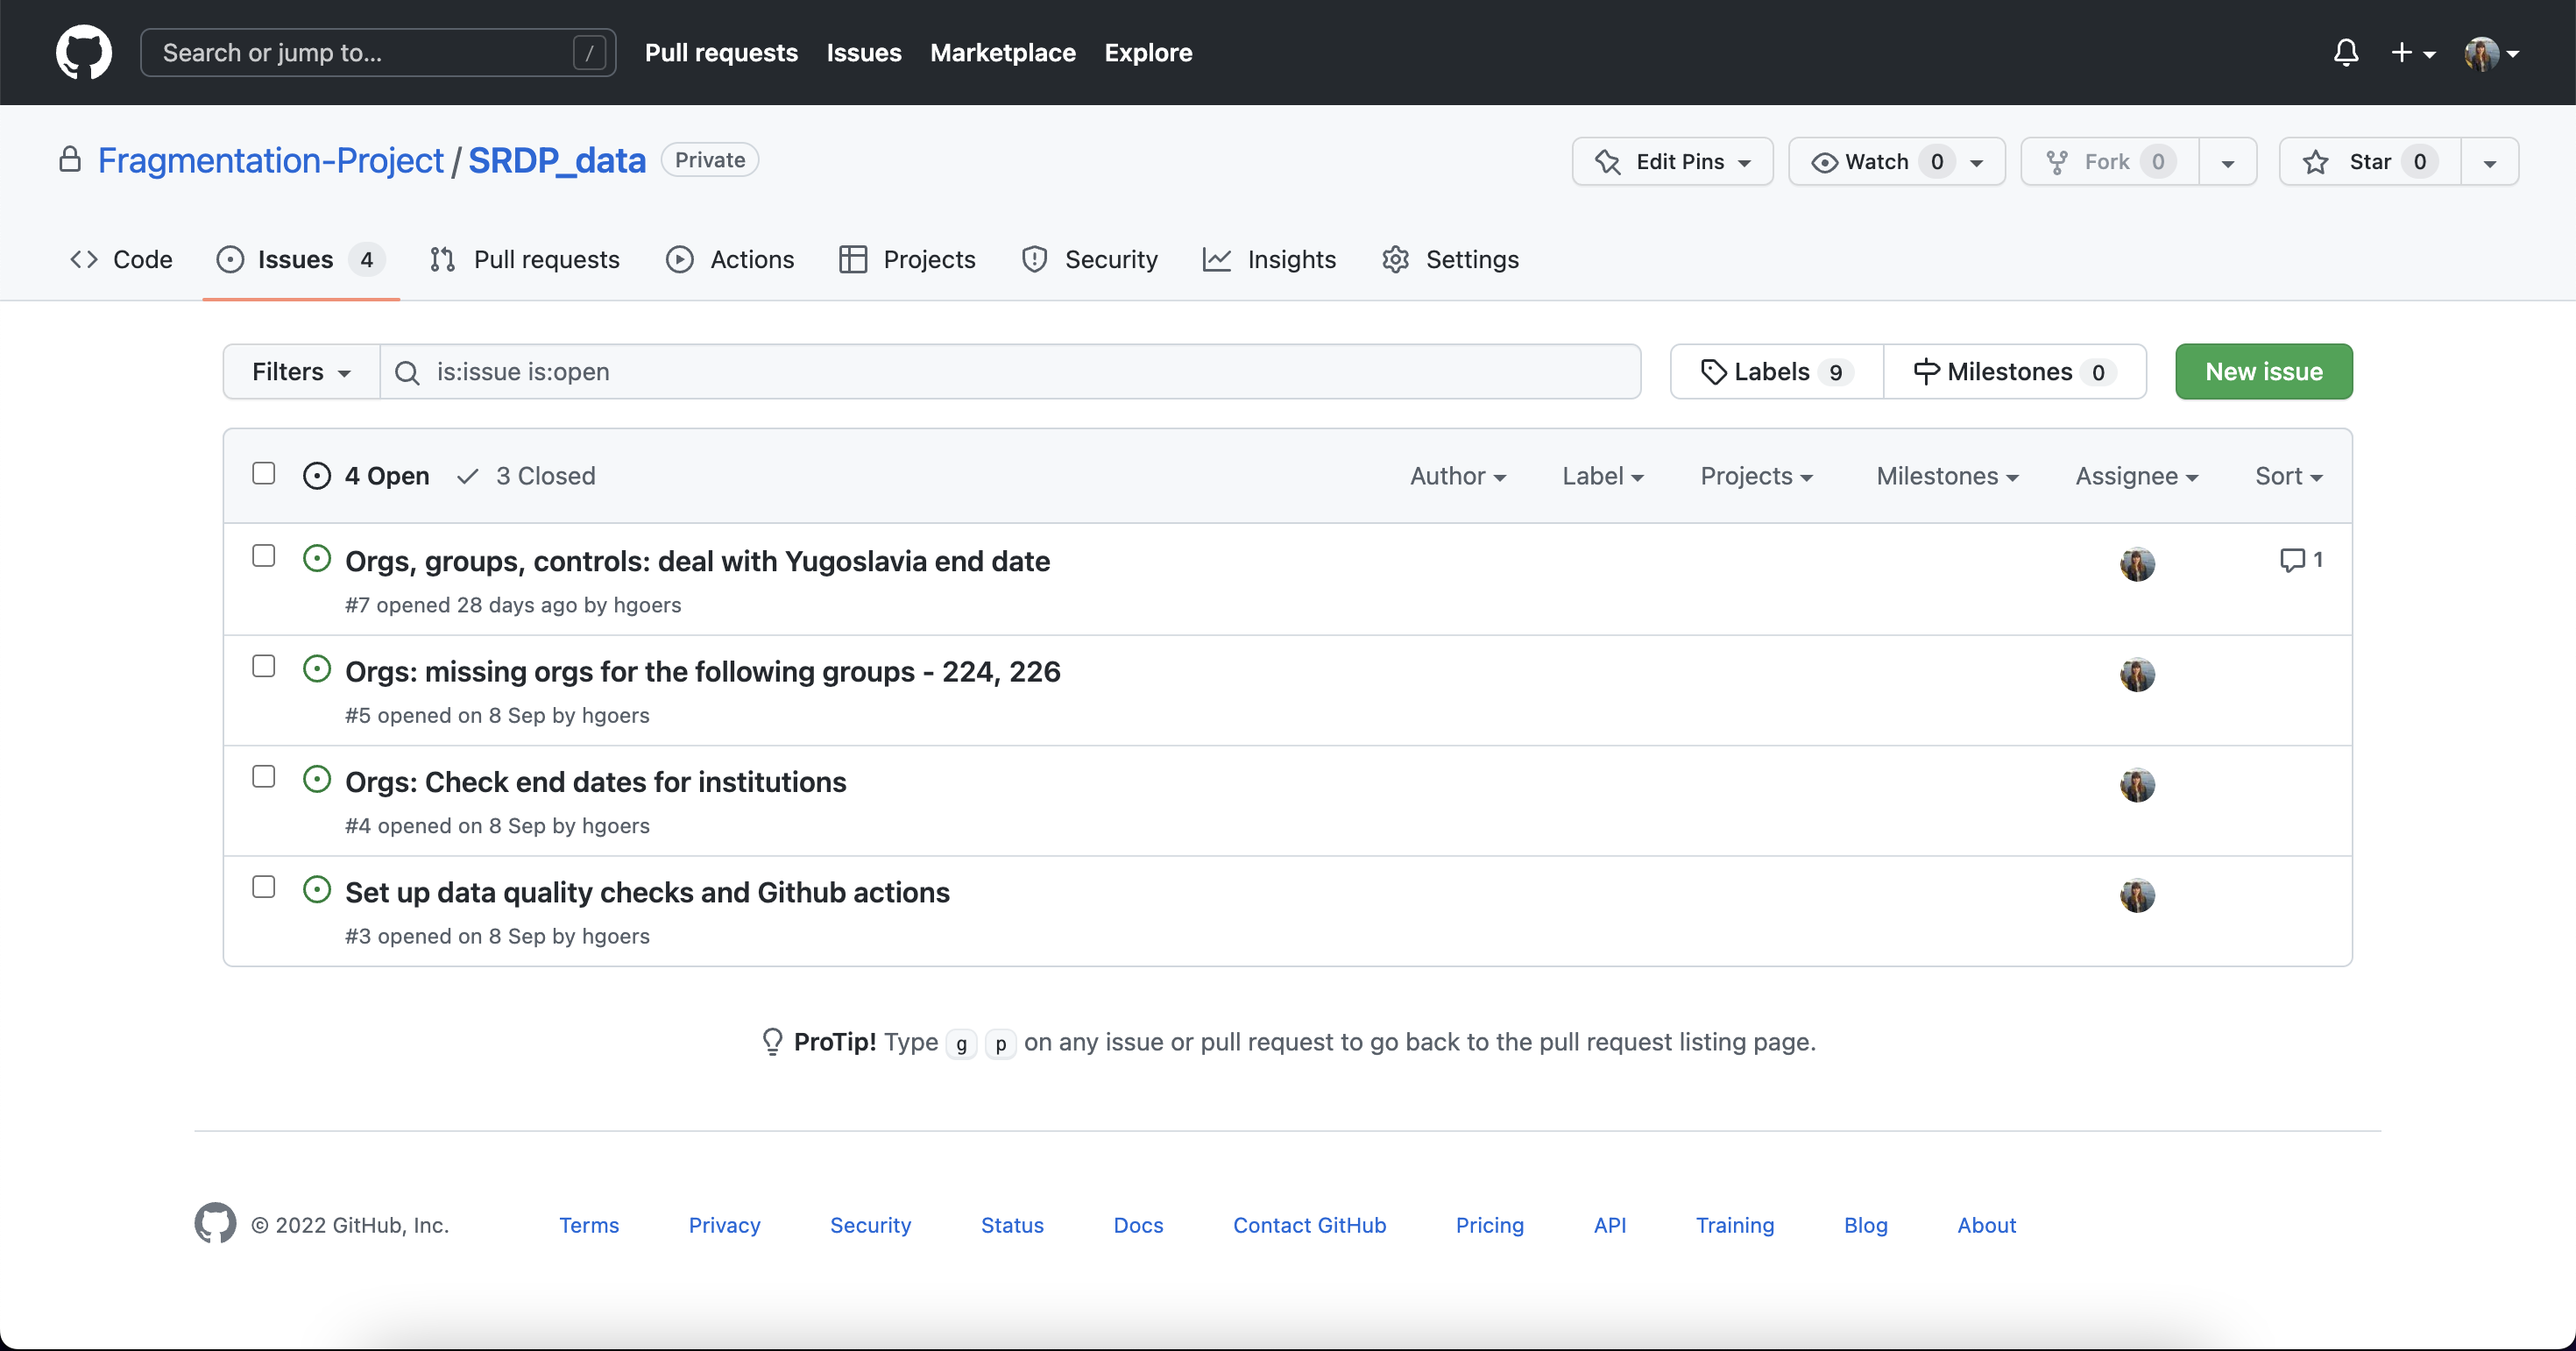 Search or jump to... / Pull requests Issues Marketplace Explore
Fragmentation-Project / SRDP_data Private Edit Pins Watch 0 Fork 0 Star 0
Code Issues 4 Pull requests Actions Projects Security Insights Settings
Filters is:issue is:open Labels 9 Milestones 0 New issue
4 Open 3 Closed Author Label Projects Milestones Assignee Sort
Orgs, groups, controls: deal with Yugoslavia end date 1
#7 opened 28 days ago by hgoers
Orgs: missing orgs for the following groups - 224, 226
#5 opened on 8 Sep by hgoers
Orgs: Check end dates for institutions
#4 opened on 8 Sep by hgoers
Set up data quality checks and Github actions
#3 opened on 8 Sep by hgoers
ProTip! Type g p on any issue or pull request to go back to the pull request listing page.
© 2022 GitHub, Inc. Terms Privacy Security Status Docs Contact GitHub Pricing API Training Blog About